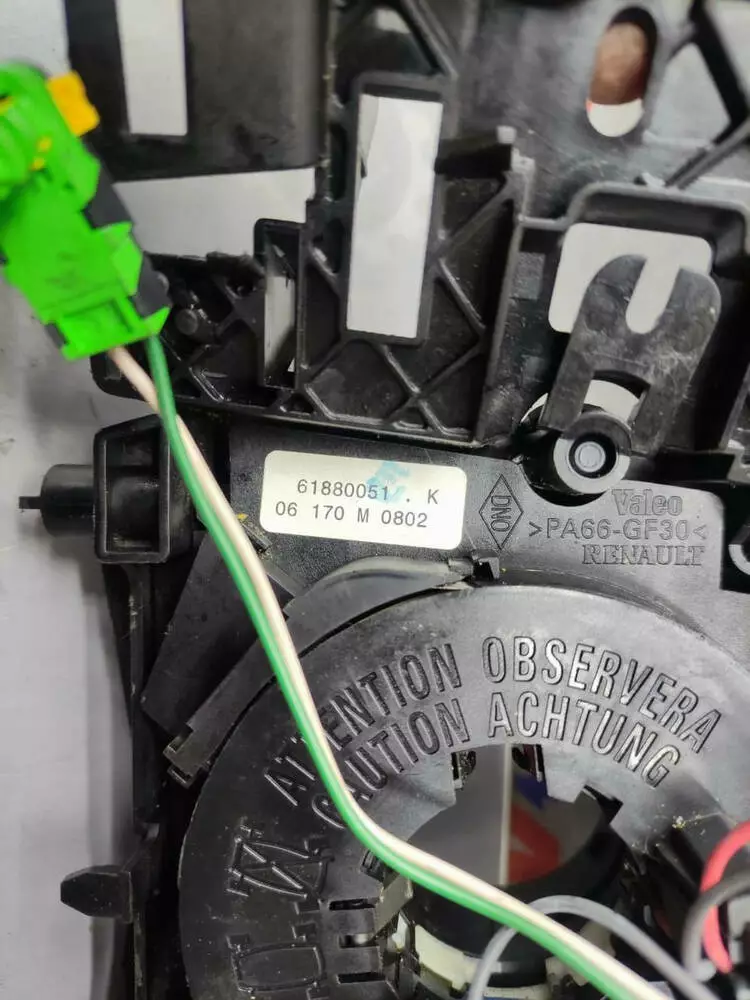 61880051 . K
06 170 M 0802
DNO
Valeo
>PA66-GF30<
RENAULT
ATTENTION OBSERVERA
CAUTION ACHTUNG